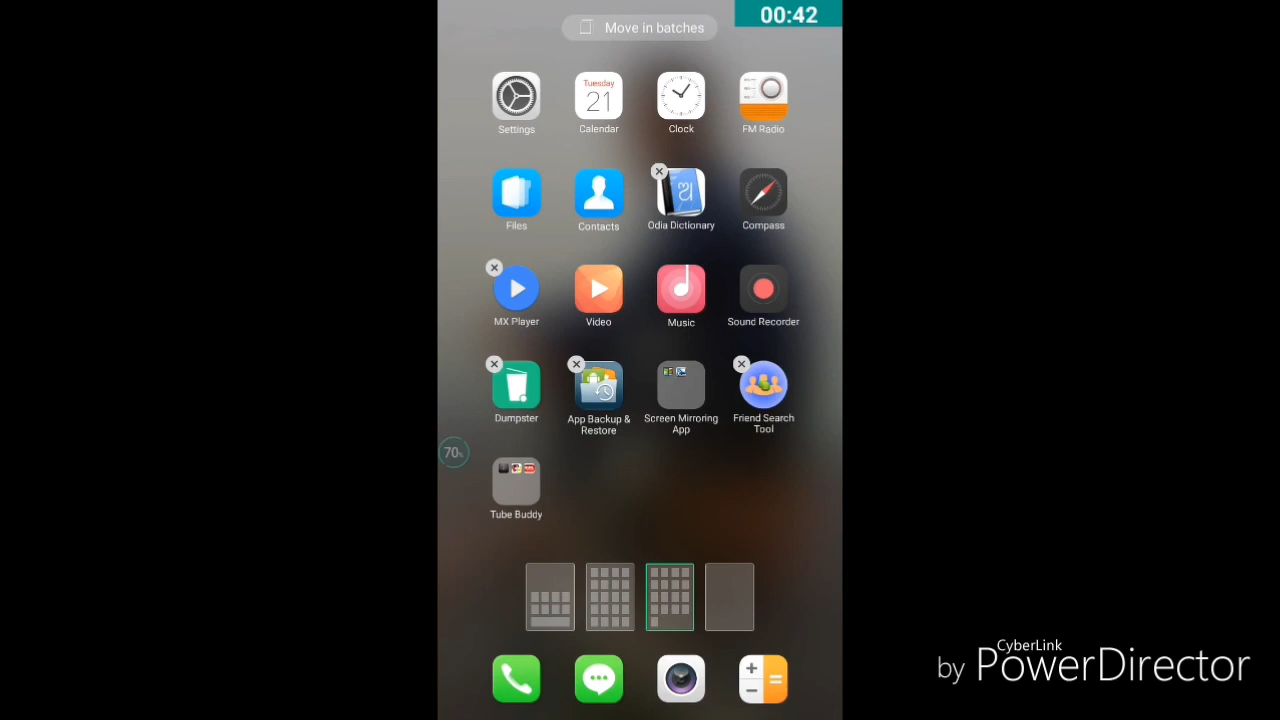 00:42
Move in batches
Tuesday
21
Settings
Calendar
Clock
FM Radio
ଅ
Files
Contacts
Odia Dictionary
Compass
MX Player
Video
Music
Sound Recorder
Dumpster
App Backup &
Restore
Screen Mirroring
App
Friend Search
Tool
70%
Tube Buddy
CyberLink
by PowerDirector